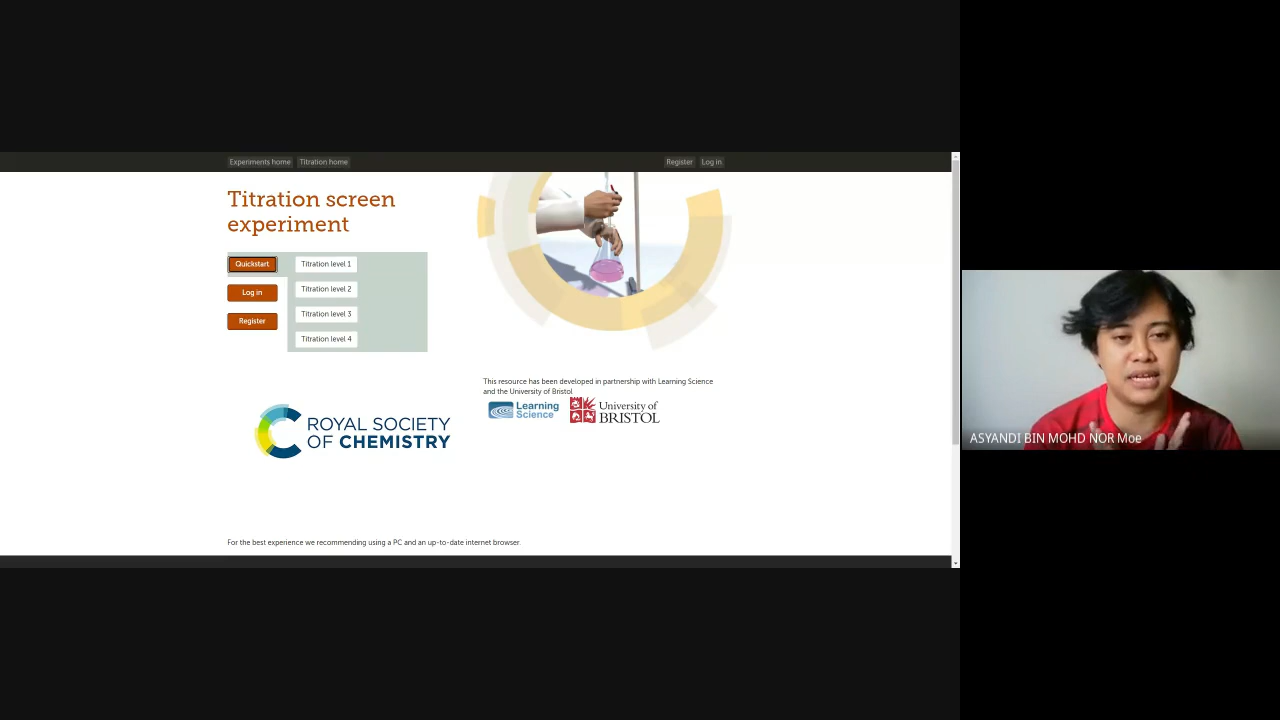 Experiments home
Titration home
Register
Log in
Titration screen
experiment
Quickstart
Titration level 1
Log in
Titration level 2
Register
Titration level 3
Titration level 4
This resource has been developed in partnership with Learning Science
and the University of Bristol
Learning
Science
University of
BRISTOL
ROYAL SOCIETY
OF CHEMISTRY
For the best experience we recommending using a PC and an up-to-date internet browser.
ASYANDI BIN MOHD NOR Moe